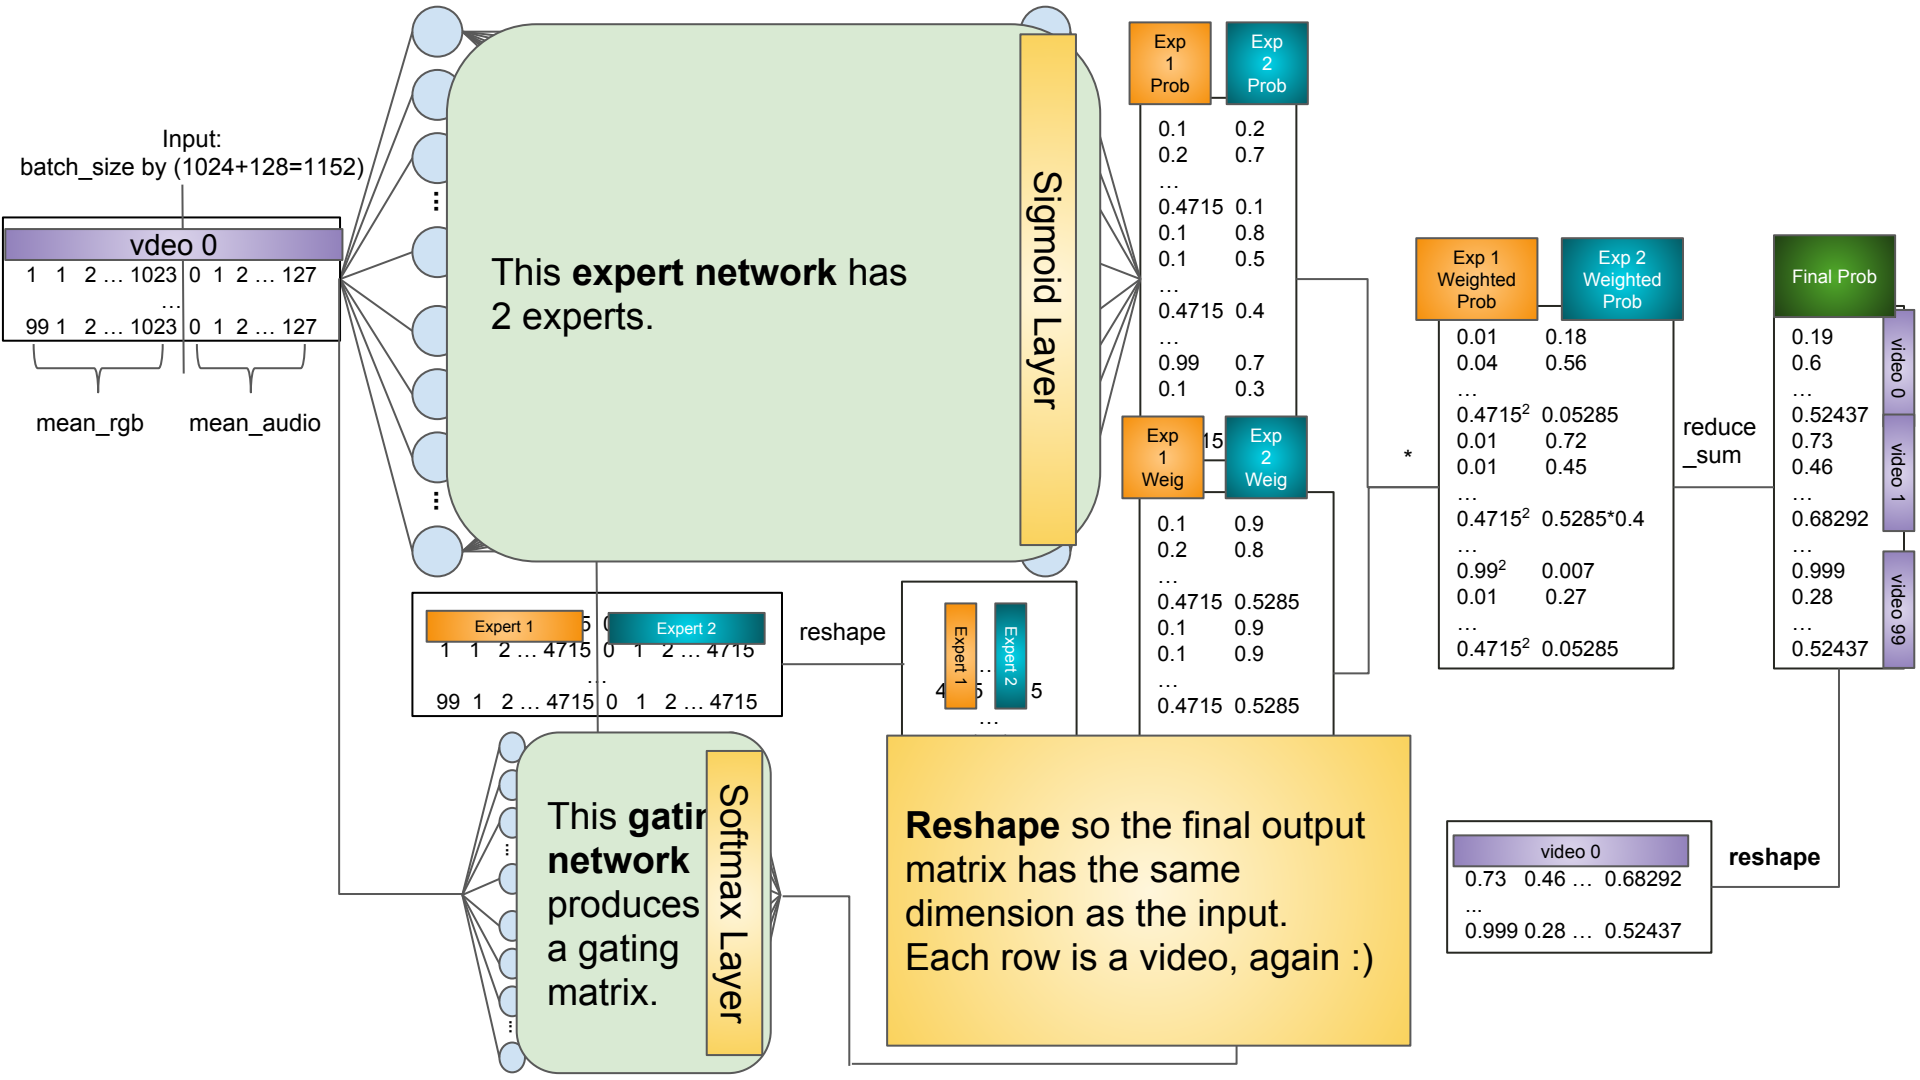 Input:
batch_size by (1024+128=1152)
vdeo 0
1 1 2 … 1023 0 1 2 … 127
…
99 1 2 … 1023 0 1 2 … 127
mean_rgb mean_audio
...
...
This expert network has
2 experts.
Sigmoid Layer
Exp
1
Prob
Exp
2
Prob
0.1 0.2
0.2 0.7
…
0.4715 0.1
0.1 0.8
0.1 0.5
…
0.4715 0.4
…
0.99 0.7
0.1 0.3
15
Exp
1
Weig
Exp
2
Weig
0.1 0.9
0.2 0.8
…
0.4715 0.5285
0.1 0.9
0.1 0.9
…
0.4715 0.5285
*
Exp 1
Weighted
Prob
Exp 2
Weighted
Prob
0.01 0.18
0.04 0.56
…
0.4715² 0.05285
0.01 0.72
0.01 0.45
…
0.4715² 0.5285*0.4
…
0.99² 0.007
0.01 0.27
…
0.4715² 0.05285
reduce
_sum
Final Prob
0.19
0.6
…
0.52437
0.73
0.46
…
0.68292
…
0.999
0.28
…
0.52437
video 0
video 1
video 99
Expert 1
Expert 2
1 1 2 … 4715 0 1 2 … 4715
…
99 1 2 … 4715 0 1 2 … 4715
reshape
Expert 1
Expert 2
…
This gatin
network
produces
a gating
matrix.
Softmax Layer
...
...
Reshape so the final output
matrix has the same
dimension as the input.
Each row is a video, again :)
video 0
0.73 0.46 … 0.68292
...
0.999 0.28 … 0.52437
reshape